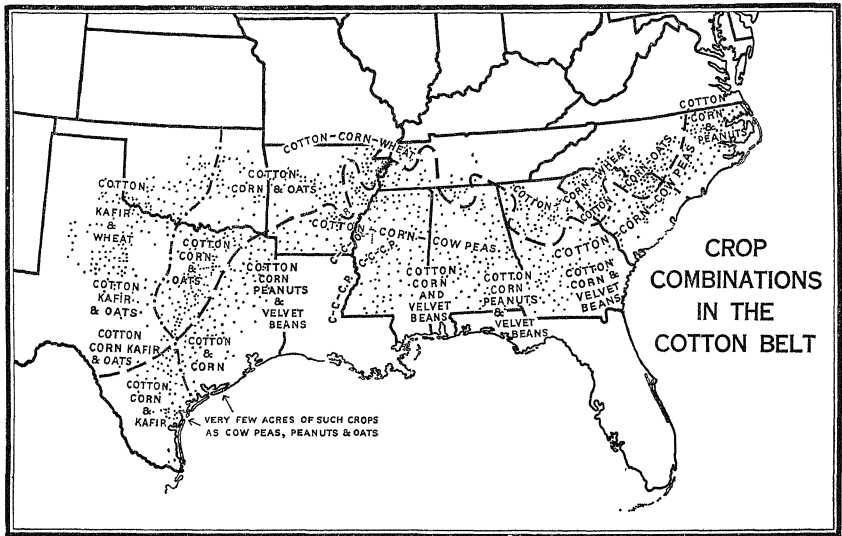 CROP
COMBINATIONS
IN THE
COTTON BELT
COTTON-CORN-WHEAT
COTTON
CORN & OATS
COTTON
KAFIR
&
WHEAT
COTTON
CORN
&
OATS
COTTON
KAFIR
& OATS
COTTON
CORN KAFIR
& OATS
COTTON
CORN
&
KAFIR
COTTON
&
CORN
COTTON
CORN
PEANUTS
&
VELVET
BEANS
C-C-C.P.
C-C-C.P.
C-C-C.P.
COTTON-CORN-COW PEAS
COTTON
CORN
AND
VELVET
BEANS
COTTON
CORN
PEANUTS
&
VELVET
BEANS
COTTON
CORN &
VELVET
BEANS
COTTON-CORN-WHEAT
COTTON-CORN-OATS
COTTON-CORN-COW PEAS
COTTON
CORN
&
PEANUTS
VERY FEW ACRES OF SUCH CROPS
AS COW PEAS, PEANUTS & OATS